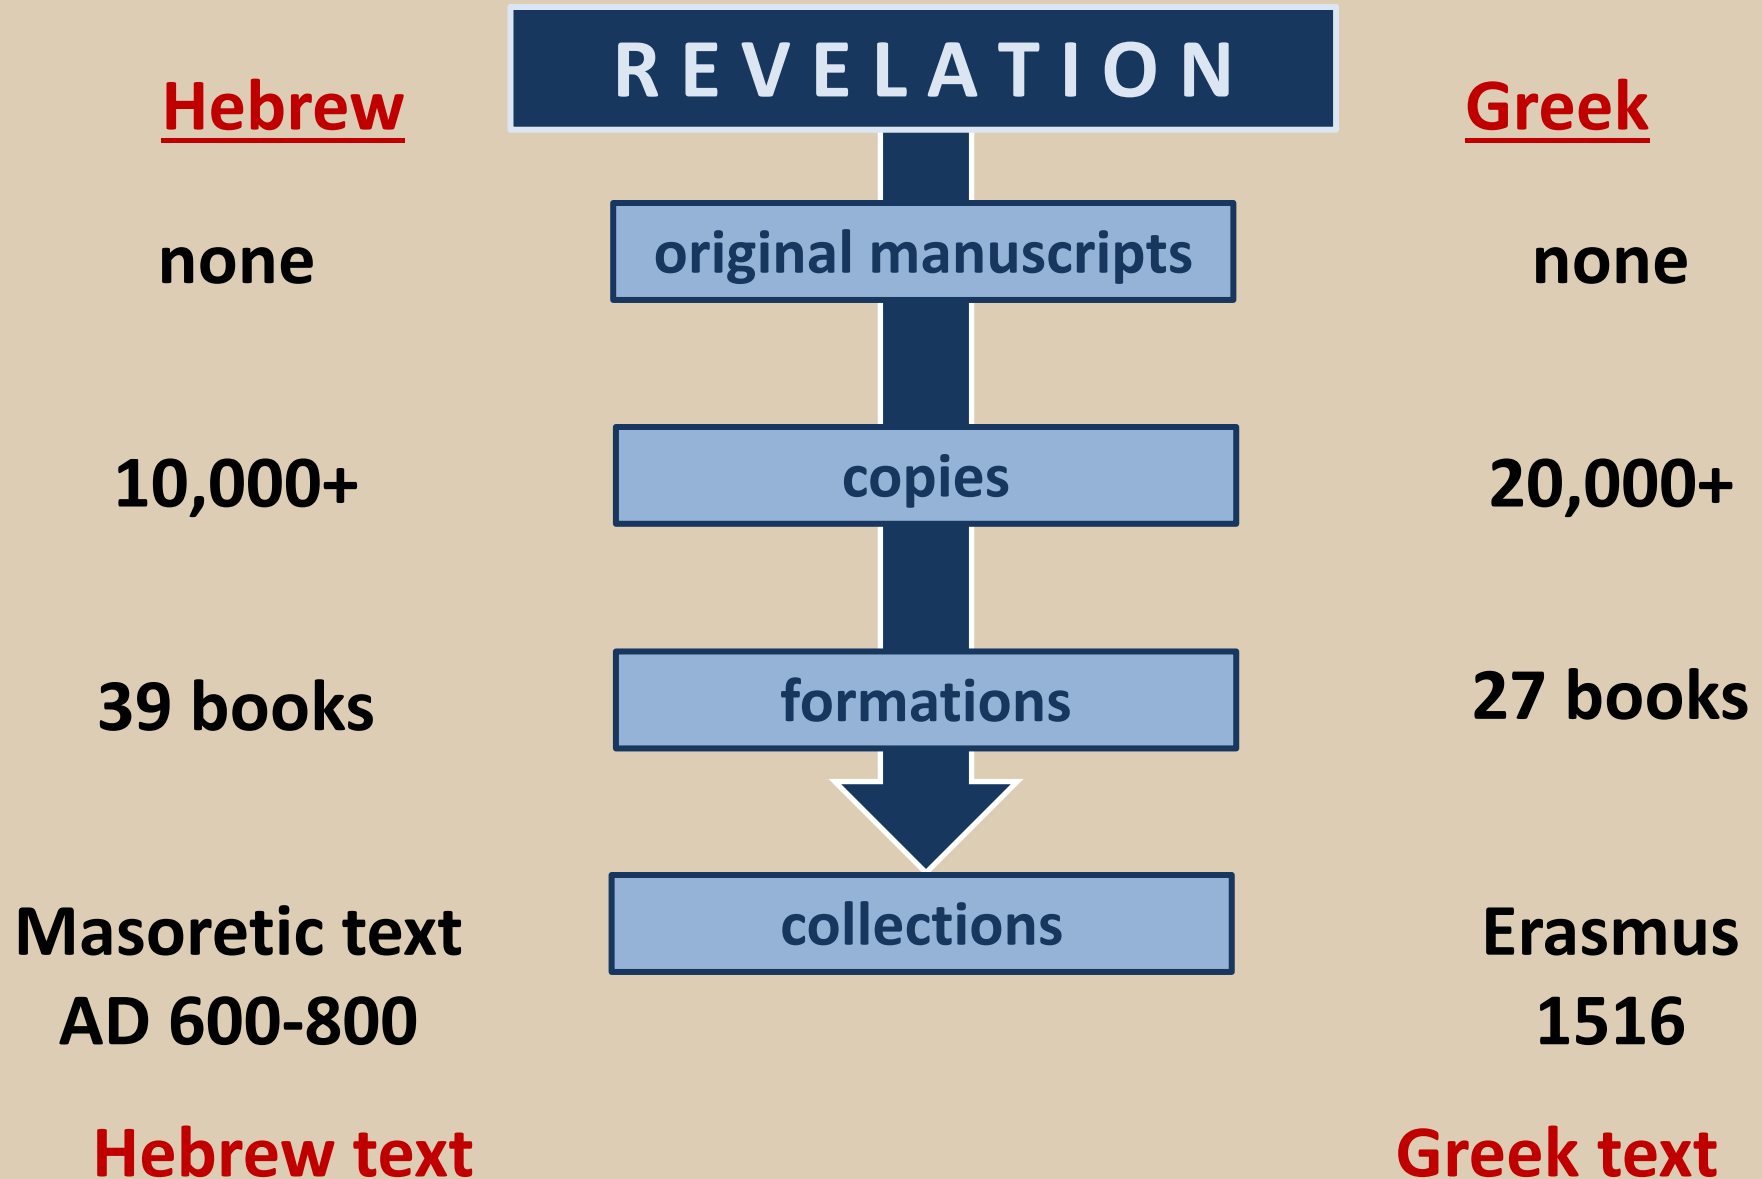 R E V E L A T I O N
Hebrew
Greek
none
original manuscripts
none
10,000+
copies
20,000+
39 books
formations
27 books
Masoretic text
AD 600-800
collections
Erasmus
1516
Hebrew text
Greek text